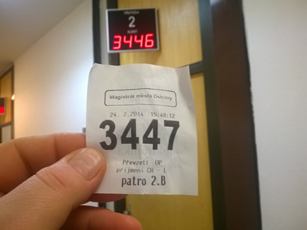 2
3446
Magistrát města Ostravy
24. 2.2014 15:48:12
3447
Převzetí OP
příjmení CH - L
patro 2.B